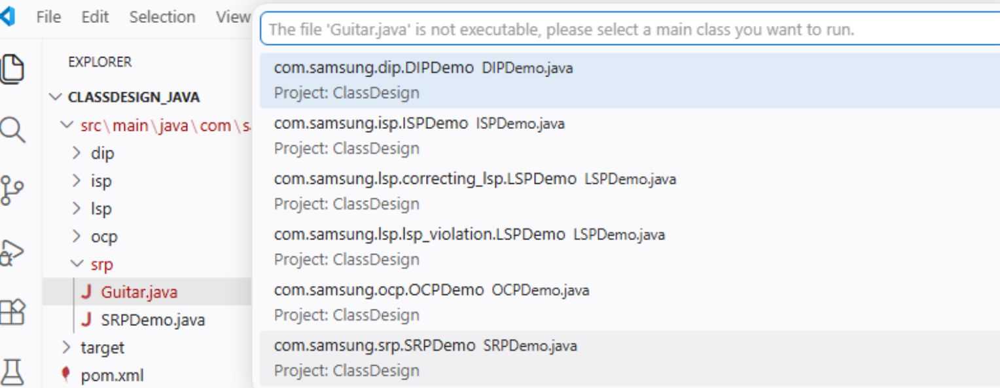 File Edit Selection View
The file 'Guitar.java' is not executable, please select a main class you want to run.
EXPLORER
CLASSDESIGN_JAVA
src\main\java\com\s
dip
isp
lsp
ocp
srp
J Guitar.java
J SRPDemo.java
target
pom.xml
com.samsung.dip.DIPDemo DIPDemo.java
Project: ClassDesign
com.samsung.isp.ISPDemo ISPDemo.java
Project: ClassDesign
com.samsung.lsp.correcting_lsp.LSPDemo LSPDemo.java
Project: ClassDesign
com.samsung.lsp.lsp_violation.LSPDemo LSPDemo.java
Project: ClassDesign
com.samsung.ocp.OCPDemo OCPDemo.java
Project: ClassDesign
com.samsung.srp.SRPDemo SRPDemo.java
Project: ClassDesign